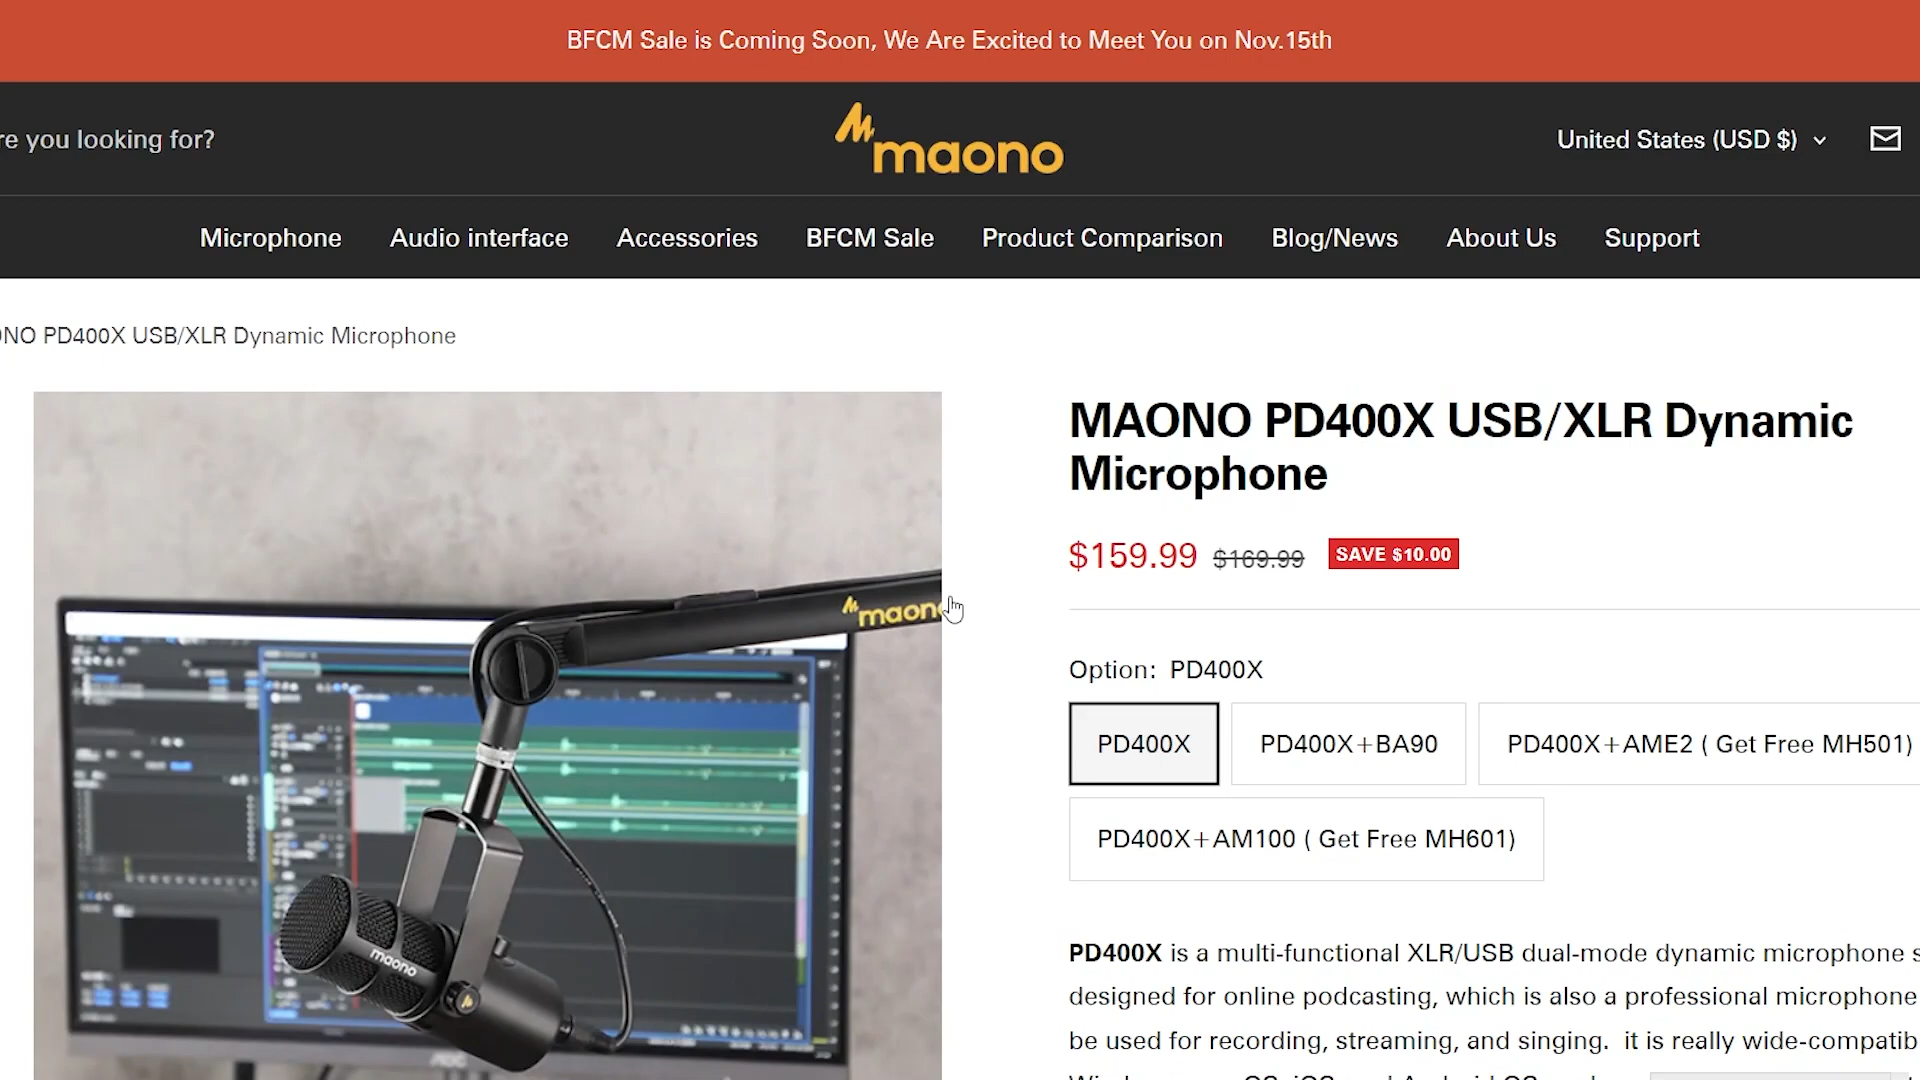 BFCM Sale is Coming Soon, We Are Excited to Meet You on Nov.15th
re you looking for?
maono
United States (USD $)
Microphone Audio interface Accessories BFCM Sale Product Comparison Blog/News About Us Support
NO PD400X USB/XLR Dynamic Microphone
MAONO PD400X USB/XLR Dynamic
Microphone
$159.99 $169.99 SAVE $10.00
Option: PD400X
PD400X PD400X+BA90 PD400X+AME2 ( Get Free MH501)
PD400X+AM100 ( Get Free MH601)
PD400X is a multi-functional XLR/USB dual-mode dynamic microphone s
designed for online podcasting, which is also a professional microphone
be used for recording, streaming, and singing. it is really wide-compatib
maono
maono